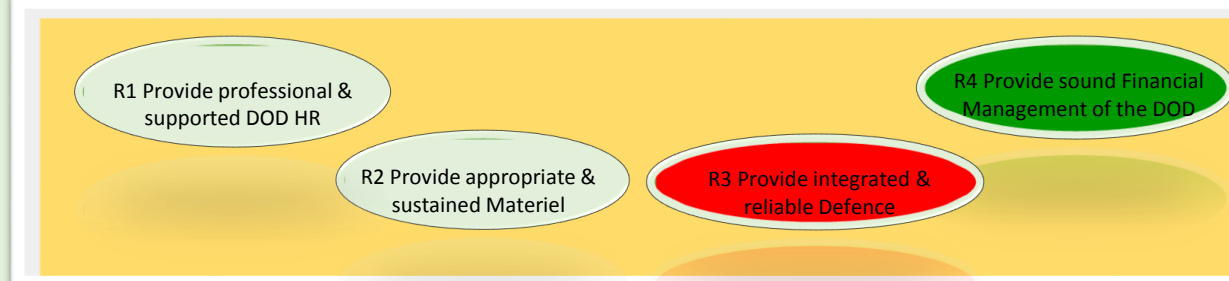 R1 Provide professional &
supported DOD HR
R2 Provide appropriate &
sustained Materiel
R3 Provide integrated &
reliable Defence
R4 Provide sound Financial
Management of the DOD